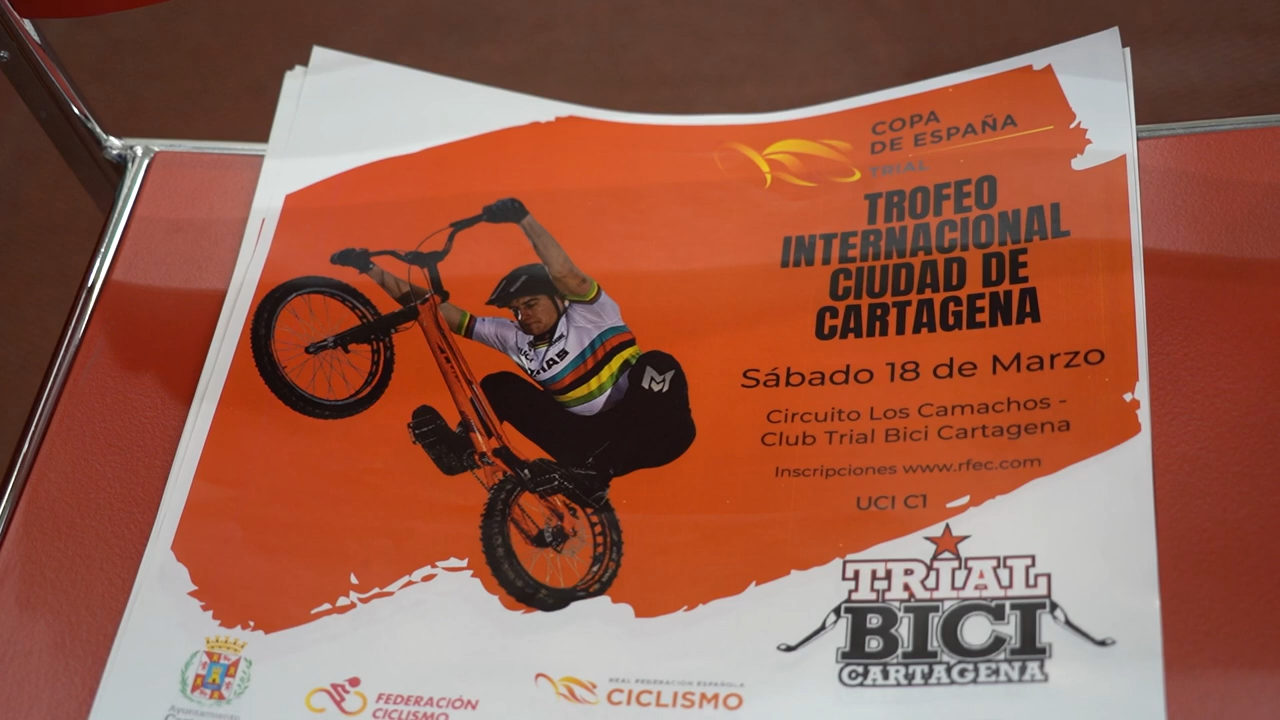 COPA
DE ESPAÑA
TRIAL
TROFEO
INTERNACIONAL
CIUDAD DE
CARTAGENA
Sábado 18 de Marzo
Circuito Los Camachos -
Club Trial Bici Cartagena
Inscripciones www.rfec.com
UCI C1
TRIAL
BICI
CARTAGENA
Ayuntamiento
FEDERACIÓN
CICLISMO
REAL FEDERACIÓN ESPAÑOLA
CICLISMO